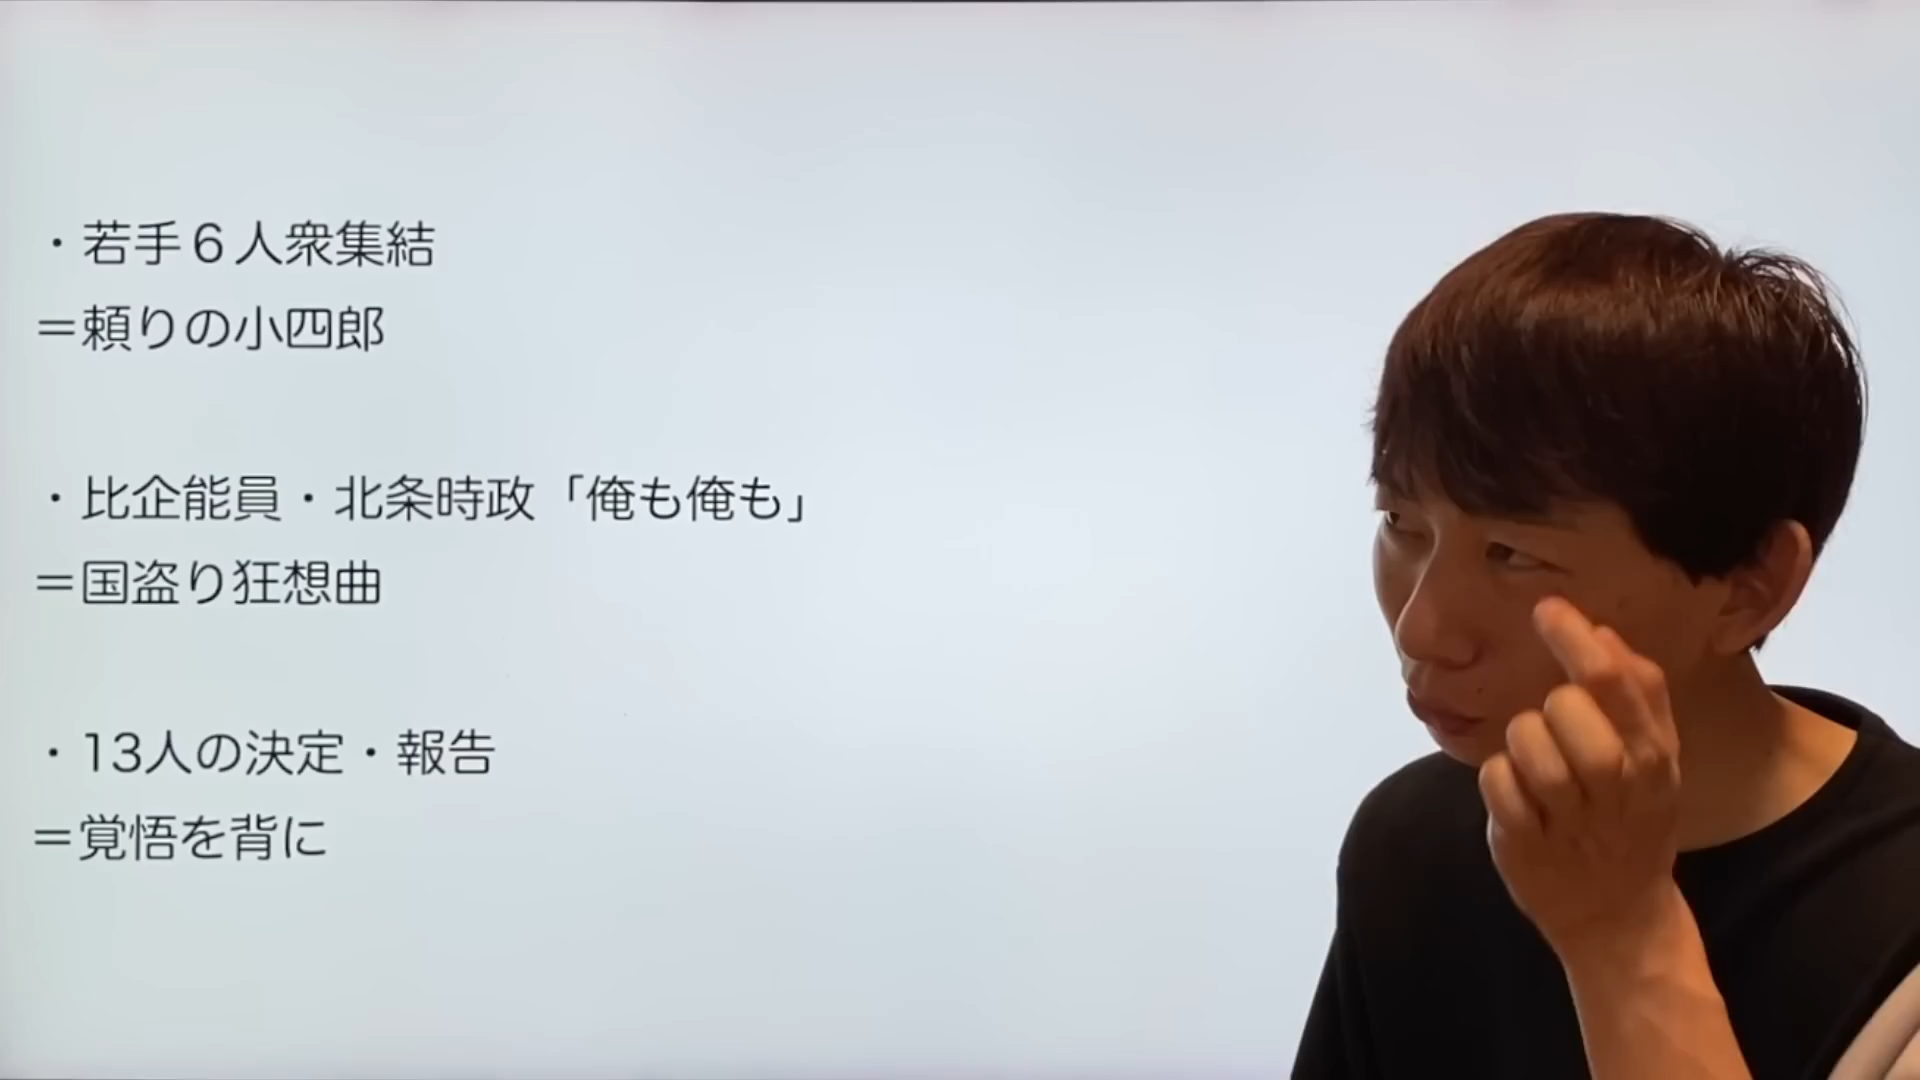 ・若手６人衆集結
＝頼りの小四郎
・比企能員・北条時政「俺も俺も」
＝国盗り狂想曲
・13人の決定・報告
＝覚悟を背に